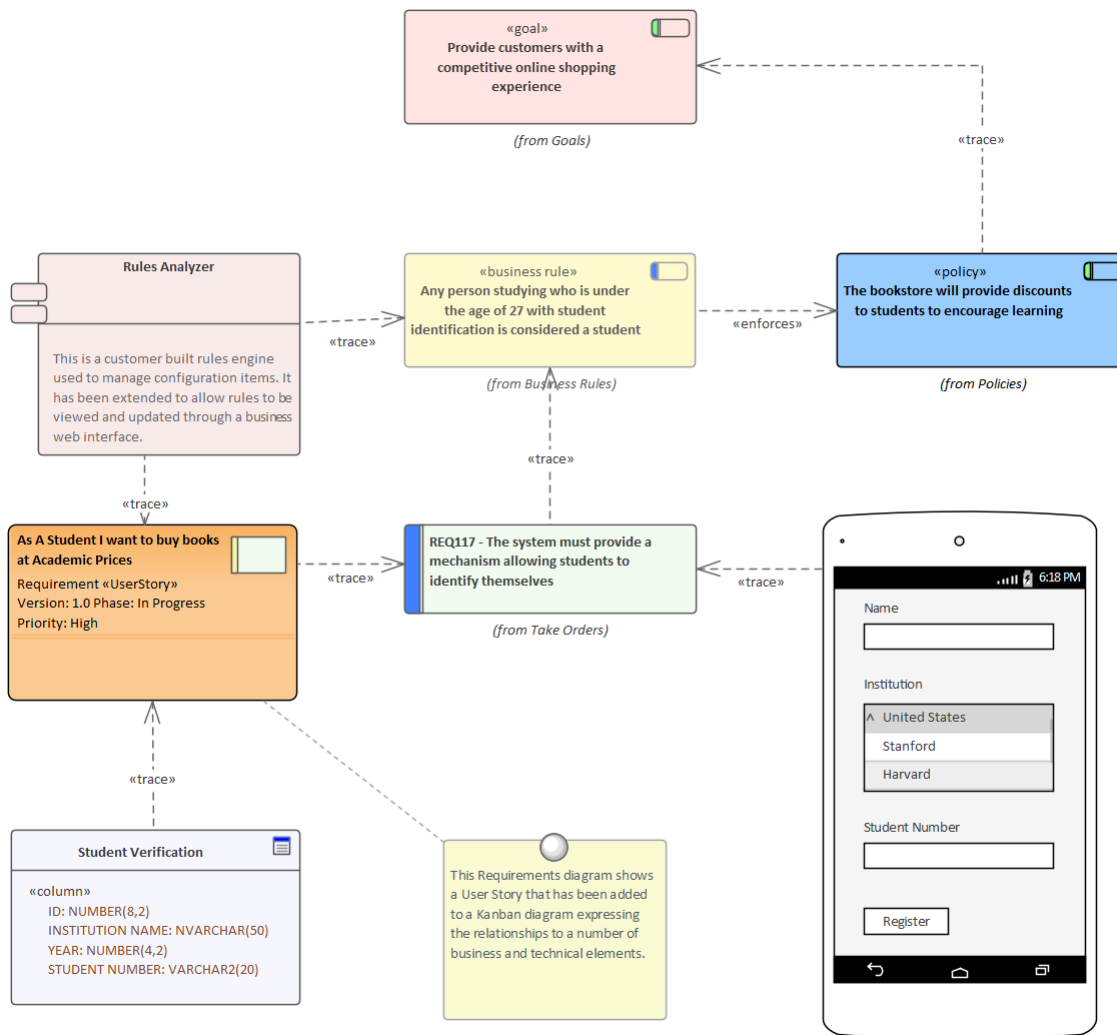 «goal»
Provide customers with a
competitive online shopping
experience
(from Goals)
«trace»
Rules Analyzer
This is a customer built rules engine
used to manage configuration items. It
has been extended to allow rules to be
viewed and updated through a business
web interface.
«trace»
«business rule»
Any person studying who is under
the age of 27 with student
identification is considered a student
(from Business Rules)
«enforces»
«policy»
The bookstore will provide discounts
to students to encourage learning
(from Policies)
«trace»
«trace»
As A Student I want to buy books
at Academic Prices
Requirement «UserStory»
Version: 1.0 Phase: In Progress
Priority: High
«trace»
REQ117 - The system must provide a
mechanism allowing students to
identify themselves
(from Take Orders)
«trace»
6:18 PM
Name
Institution
^ United States
Stanford
Harvard
Student Number
Register
«trace»
Student Verification
«column»
ID: NUMBER(8,2)
INSTITUTION NAME: NVARCHAR(50)
YEAR: NUMBER(4,2)
STUDENT NUMBER: VARCHAR2(20)
This Requirements diagram shows
a User Story that has been added
to a Kanban diagram expressing
the relationships to a number of
business and technical elements.